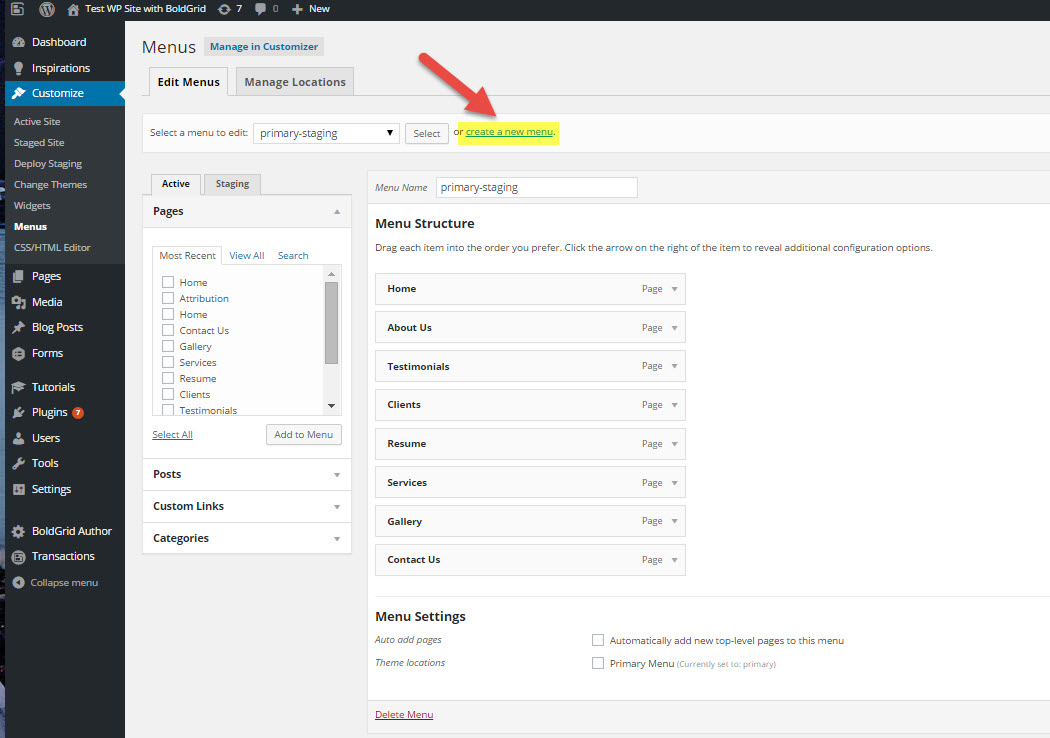 Test WP Site with BoldGrid 7 0 New
Dashboard
Inspirations
Customize
Active Site
Staged Site
Deploy Staging
Change Themes
Widgets
Menus
CSS/HTML Editor
Pages
Media
Blog Posts
Forms
Tutorials
Plugins 7
Users
Tools
Settings
BoldGrid Author
Transactions
Collapse menu
Menus Manage in Customizer
Edit Menus Manage Locations
Select a menu to edit: primary-staging Select or create a new menu.
Active Staging
Pages
Most Recent View All Search
Home
Attribution
Home
Contact Us
Gallery
Services
Resume
Clients
Testimonials
Select All Add to Menu
Posts
Custom Links
Categories
Menu Name primary-staging
Menu Structure
Drag each item into the order you prefer. Click the arrow on the right of the item to reveal additional configuration options.
Home Page
About Us Page
Testimonials Page
Clients Page
Resume Page
Services Page
Gallery Page
Contact Us Page
Menu Settings
Auto add pages Automatically add new top-level pages to this menu
Theme locations Primary Menu (Currently set to: primary)
Delete Menu